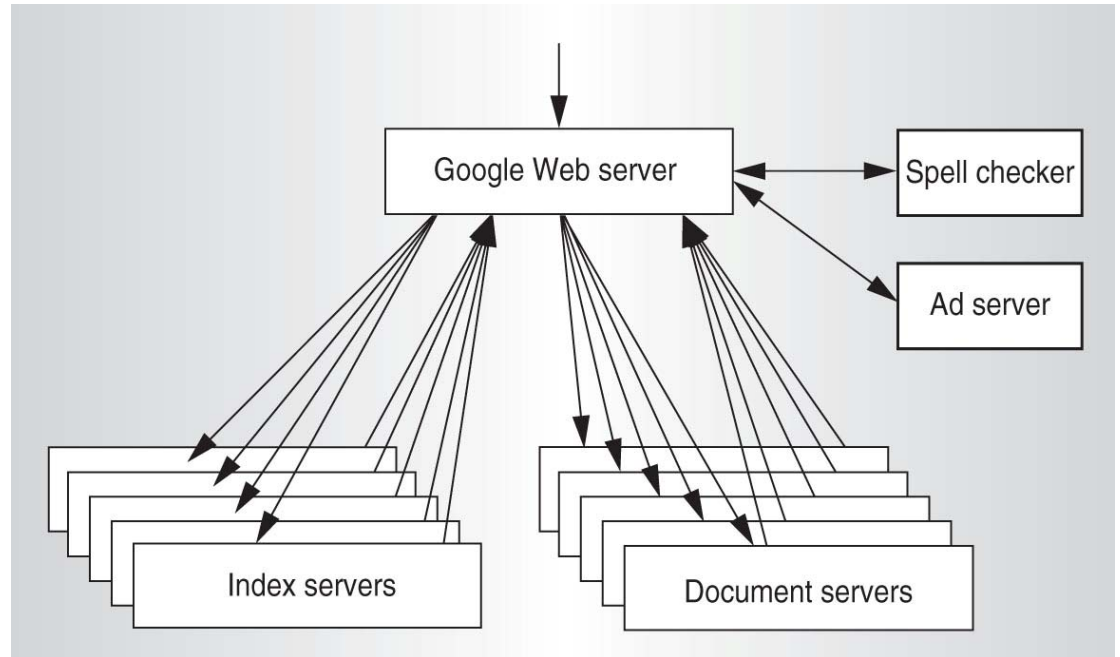 Google Web server
Spell checker
Ad server
Index servers
Document servers